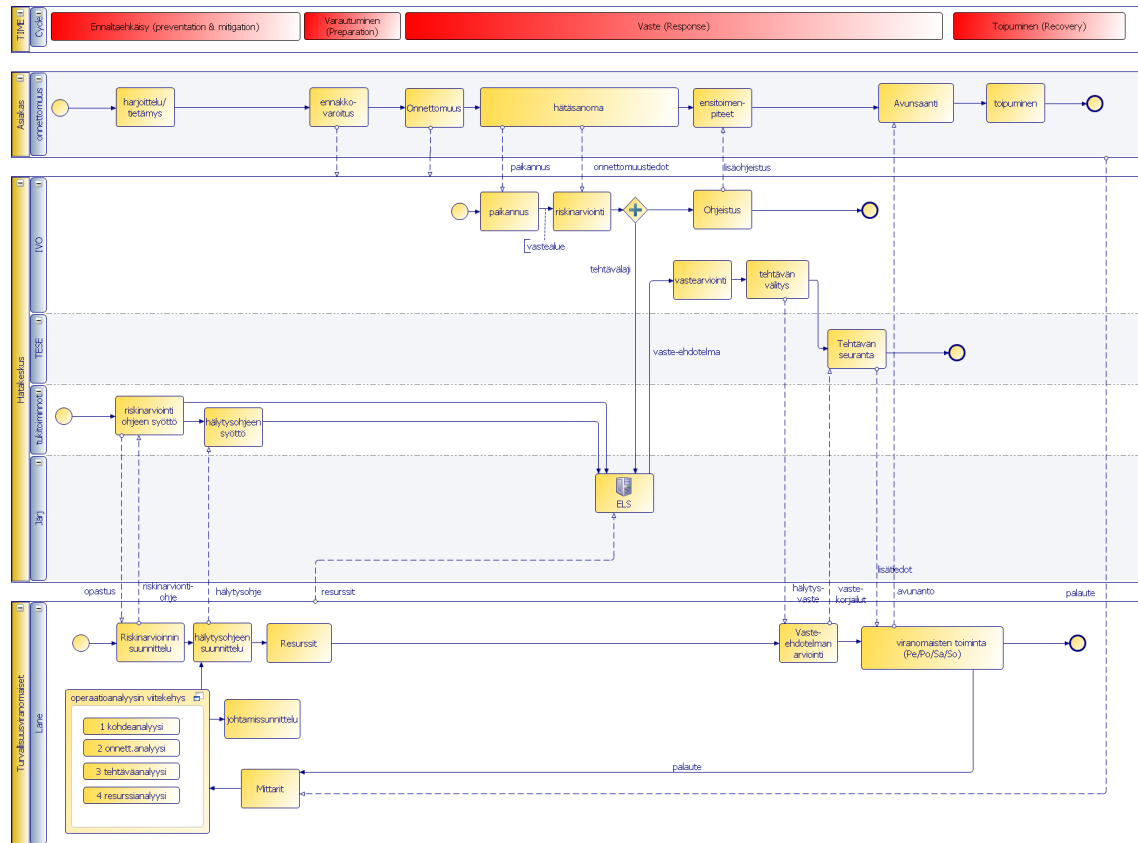 TIME
Cycle
Ennaltaehkäisy (preventation & mitigation)
Varautuminen
(Preparation)
Vaste (Response)
Toipuminen (Recovery)
Asiakas
onnettomuus
harjoittelu/
tietämys
ennakko-
varoitus
Onnettomuus
hätäsanoma
ensitoimen-
piteet
Avunsaanti
toipuminen
paikannus
onnettomuustiedot
lisäohjeistus
Hätäkeskus
IVO
paikannus
riskinarviointi
Ohjeistus
vastealue
tehtävälaji
vastearviointi
tehtävän
välitys
TESE
Tehtävän
seuranta
vaste-ehdotelma
tukitoiminnot
riskinarviointi
ohjeen syöttö
hälytysohjeen
syöttö
Järj
ELS
lisätiedot
opastus
riskinarvionti-
ohje
hälytysohje
resurssit
hälytys-
vaste
vaste-
korjailut
avunanto
palaute
Turvallisuusviranomaiset
Lane
Riskinarvioinnin
suunnittelu
hälytysohjeen
suunnittelu
Resurssit
Vaste-
ehdotelman
arviointi
viranomaisten toiminta
(Pe/Po/Sa/So)
operaatioanalyysin viitekehys
1 kohdeanalyysi
2 onnett.analyysi
3 tehtäväanalyysi
4 resurssianalyysi
johtamissunnittelu
palaute
Mittarit